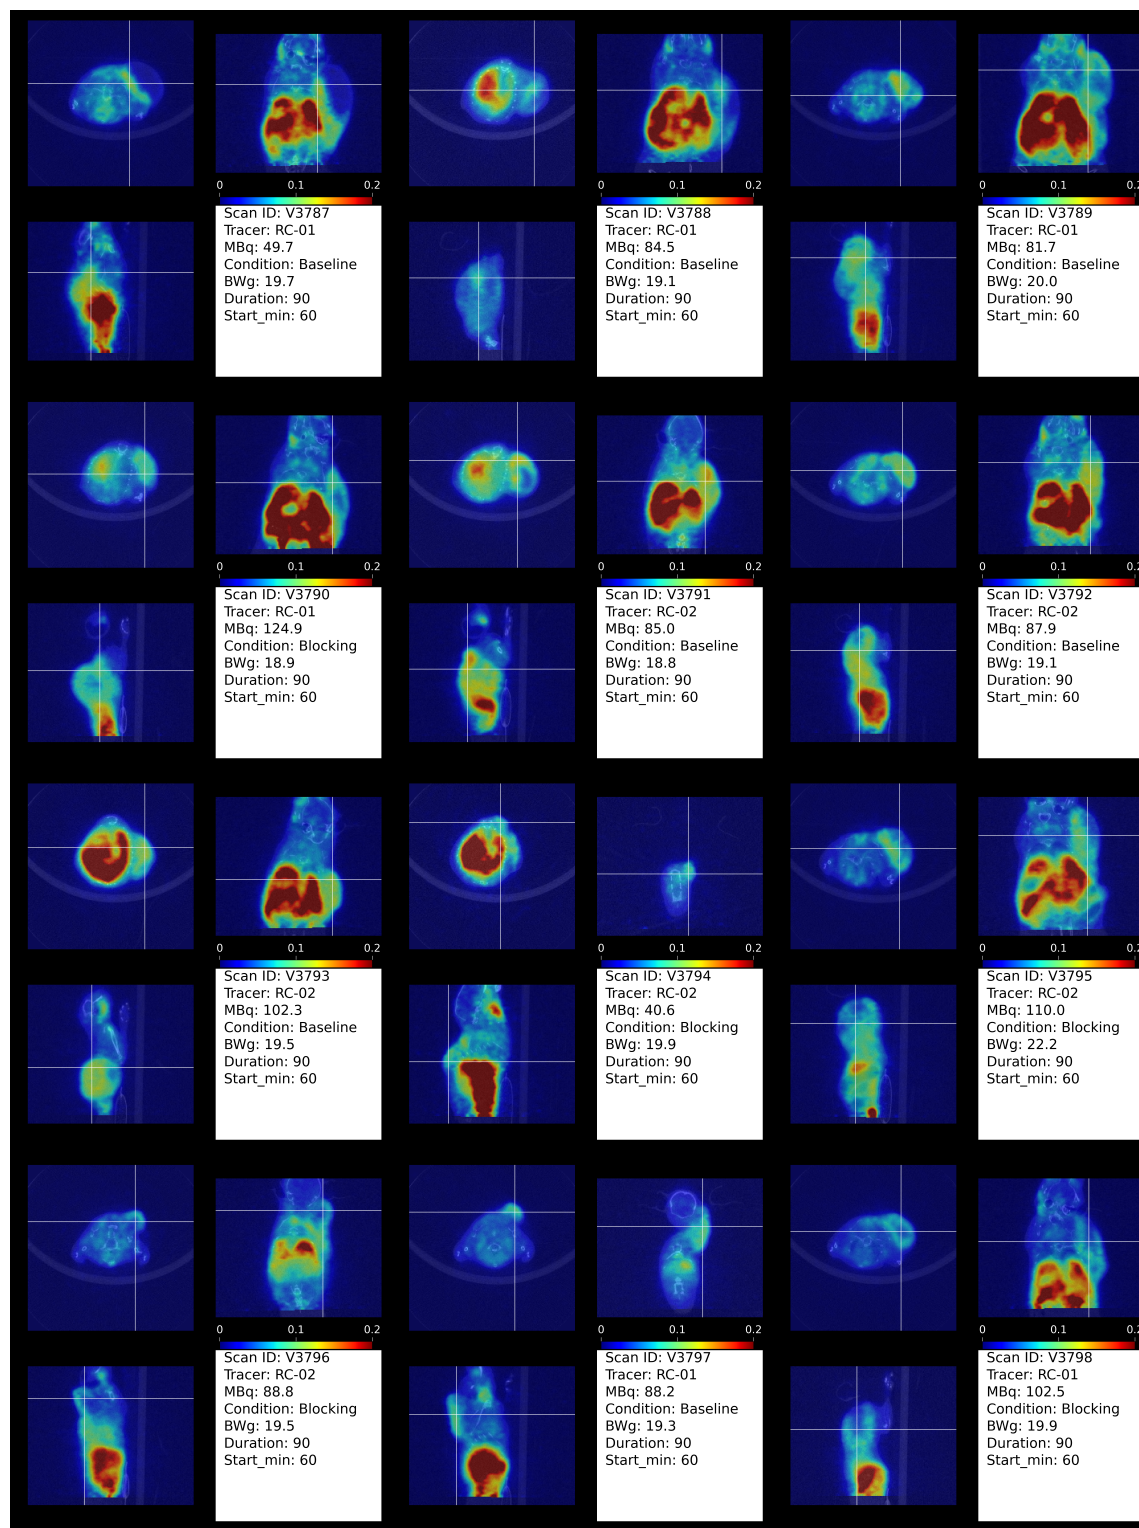 0 0.1 0.2 0 0.1 0.2 0 0.1 0.2
Scan ID: V3787
Tracer: RC-01
MBq: 49.7
Condition: Baseline
BWg: 19.7
Duration: 90
Start_min: 60
Scan ID: V3788
Tracer: RC-01
MBq: 84.5
Condition: Baseline
BWg: 19.1
Duration: 90
Start_min: 60
Scan ID: V3789
Tracer: RC-01
MBq: 81.7
Condition: Baseline
BWg: 20.0
Duration: 90
Start_min: 60
0 0.1 0.2 0 0.1 0.2 0 0.1 0.2
Scan ID: V3790
Tracer: RC-01
MBq: 124.9
Condition: Blocking
BWg: 18.9
Duration: 90
Start_min: 60
Scan ID: V3791
Tracer: RC-02
MBq: 85.0
Condition: Baseline
BWg: 18.8
Duration: 90
Start_min: 60
Scan ID: V3792
Tracer: RC-02
MBq: 87.9
Condition: Baseline
BWg: 19.1
Duration: 90
Start_min: 60
0 0.1 0.2 0 0.1 0.2 0 0.1 0.2
Scan ID: V3793
Tracer: RC-02
MBq: 102.3
Condition: Baseline
BWg: 19.5
Duration: 90
Start_min: 60
Scan ID: V3794
Tracer: RC-02
MBq: 40.6
Condition: Blocking
BWg: 19.9
Duration: 90
Start_min: 60
Scan ID: V3795
Tracer: RC-02
MBq: 110.0
Condition: Blocking
BWg: 22.2
Duration: 90
Start_min: 60
0 0.1 0.2 0 0.1 0.2 0 0.1 0.2
Scan ID: V3796
Tracer: RC-02
MBq: 88.8
Condition: Blocking
BWg: 19.5
Duration: 90
Start_min: 60
Scan ID: V3797
Tracer: RC-01
MBq: 88.2
Condition: Baseline
BWg: 19.3
Duration: 90
Start_min: 60
Scan ID: V3798
Tracer: RC-01
MBq: 102.5
Condition: Blocking
BWg: 19.9
Duration: 90
Start_min: 60